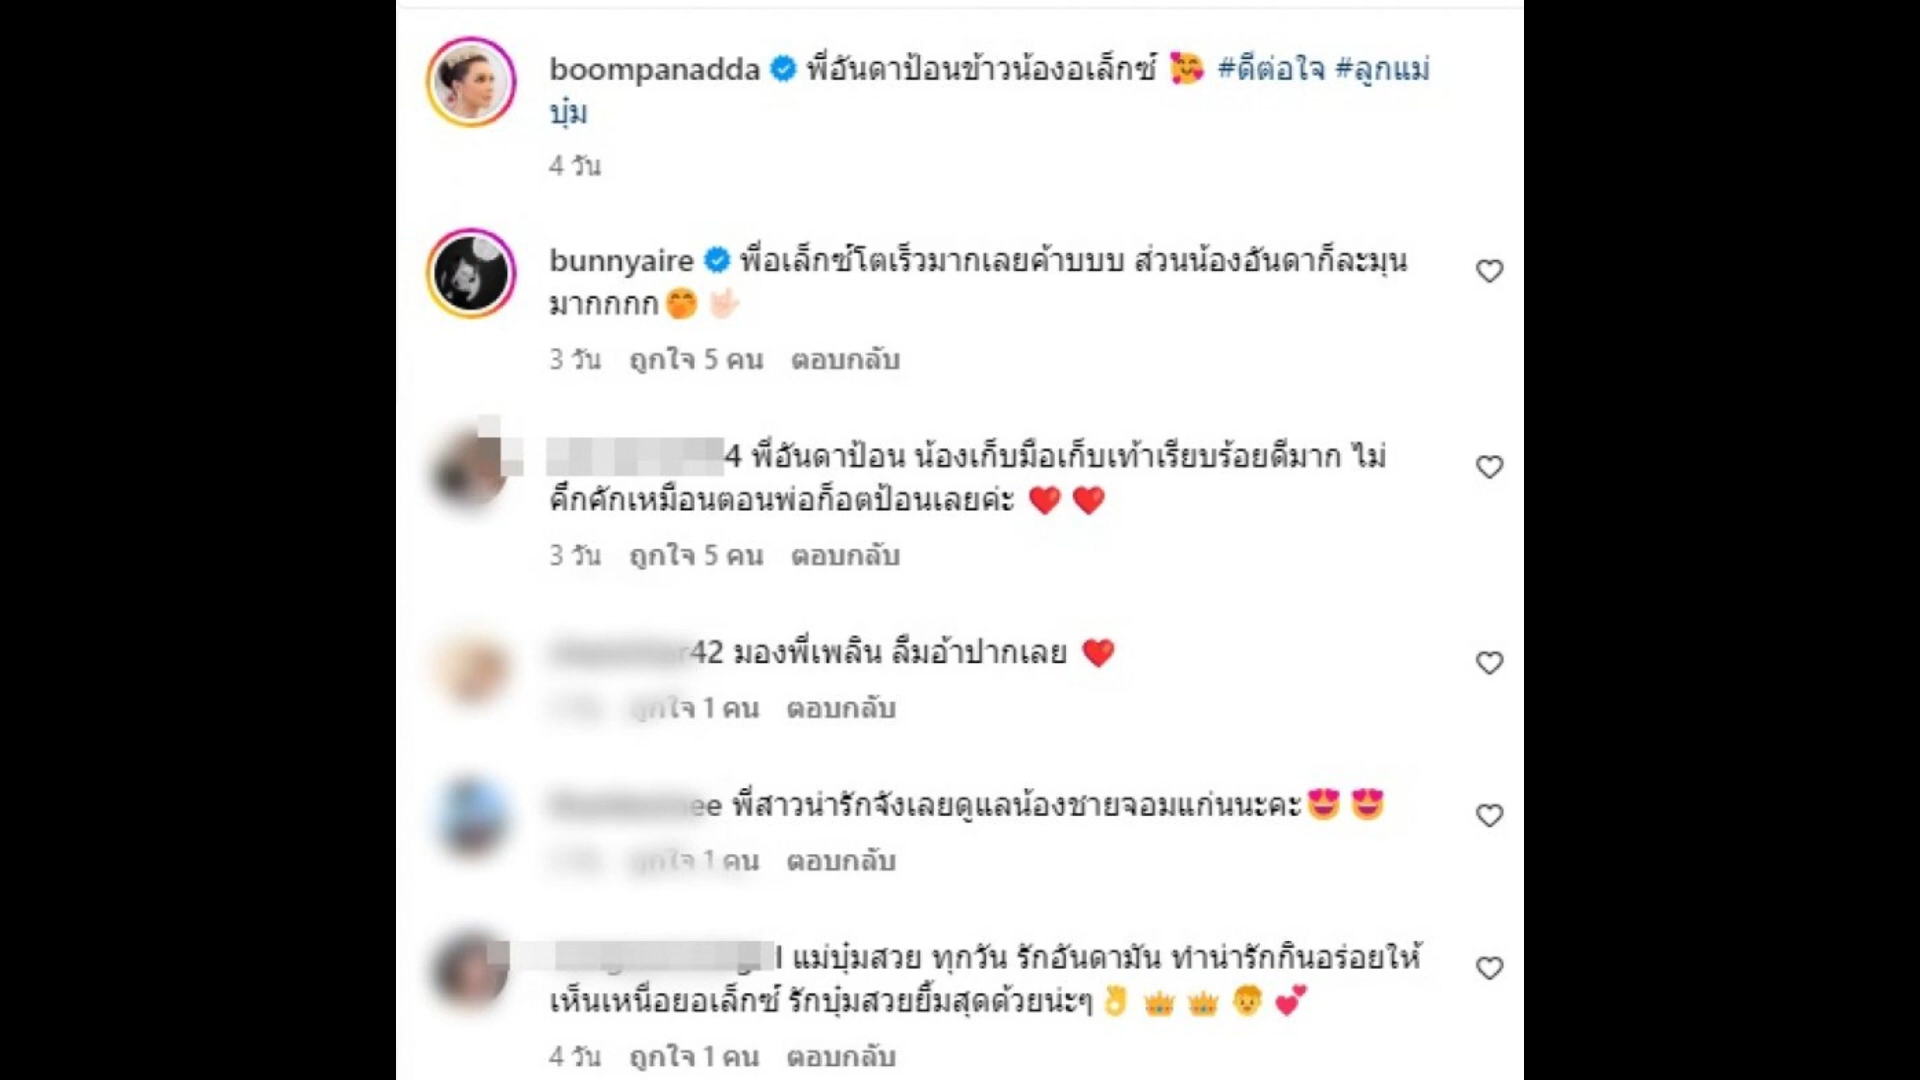 boompanadda พี่อันดาป้อนข้าวน้องอเล็กซ์ 🥰 #ดีต่อใจ #ลูกแม่
บุ๋ม
4 วัน
bunnyaire พี่อเล็กซ์โตเร็วมากเลยค้าบบบ ส่วนน้องอันดาก็ละมุน
มากกกก🤭 🤟🏻
3 วัน ถูกใจ 5 คน ตอบกลับ
4 พี่อันดาป้อน น้องเก็บมือเก็บเท้าเรียบร้อยดีมาก ไม่
คึกคักเหมือนตอนพ่อก็อตป้อนเลยค่ะ ❤️ ❤️
3 วัน ถูกใจ 5 คน ตอบกลับ
42 มองพี่เพลิน ลืมอ้าปากเลย ❤️
ถูกใจ 1 คน ตอบกลับ
ee พี่สาวน่ารักจังเลยดูแลน้องชายจอมแก่นนะคะ😍 😍
ถูกใจ 1 คน ตอบกลับ
l แม่บุ๋มสวย ทุกวัน รักอันดามัน ทำน่ารักกินอร่อยให้
เห็นเหนื่อยอเล็กซ์ รักบุ๋มสวยยิ้มสุดด้วยน่ะๆ👌 👑 👑 👦 💕
4 วัน ถูกใจ 1 คน ตอบกลับ